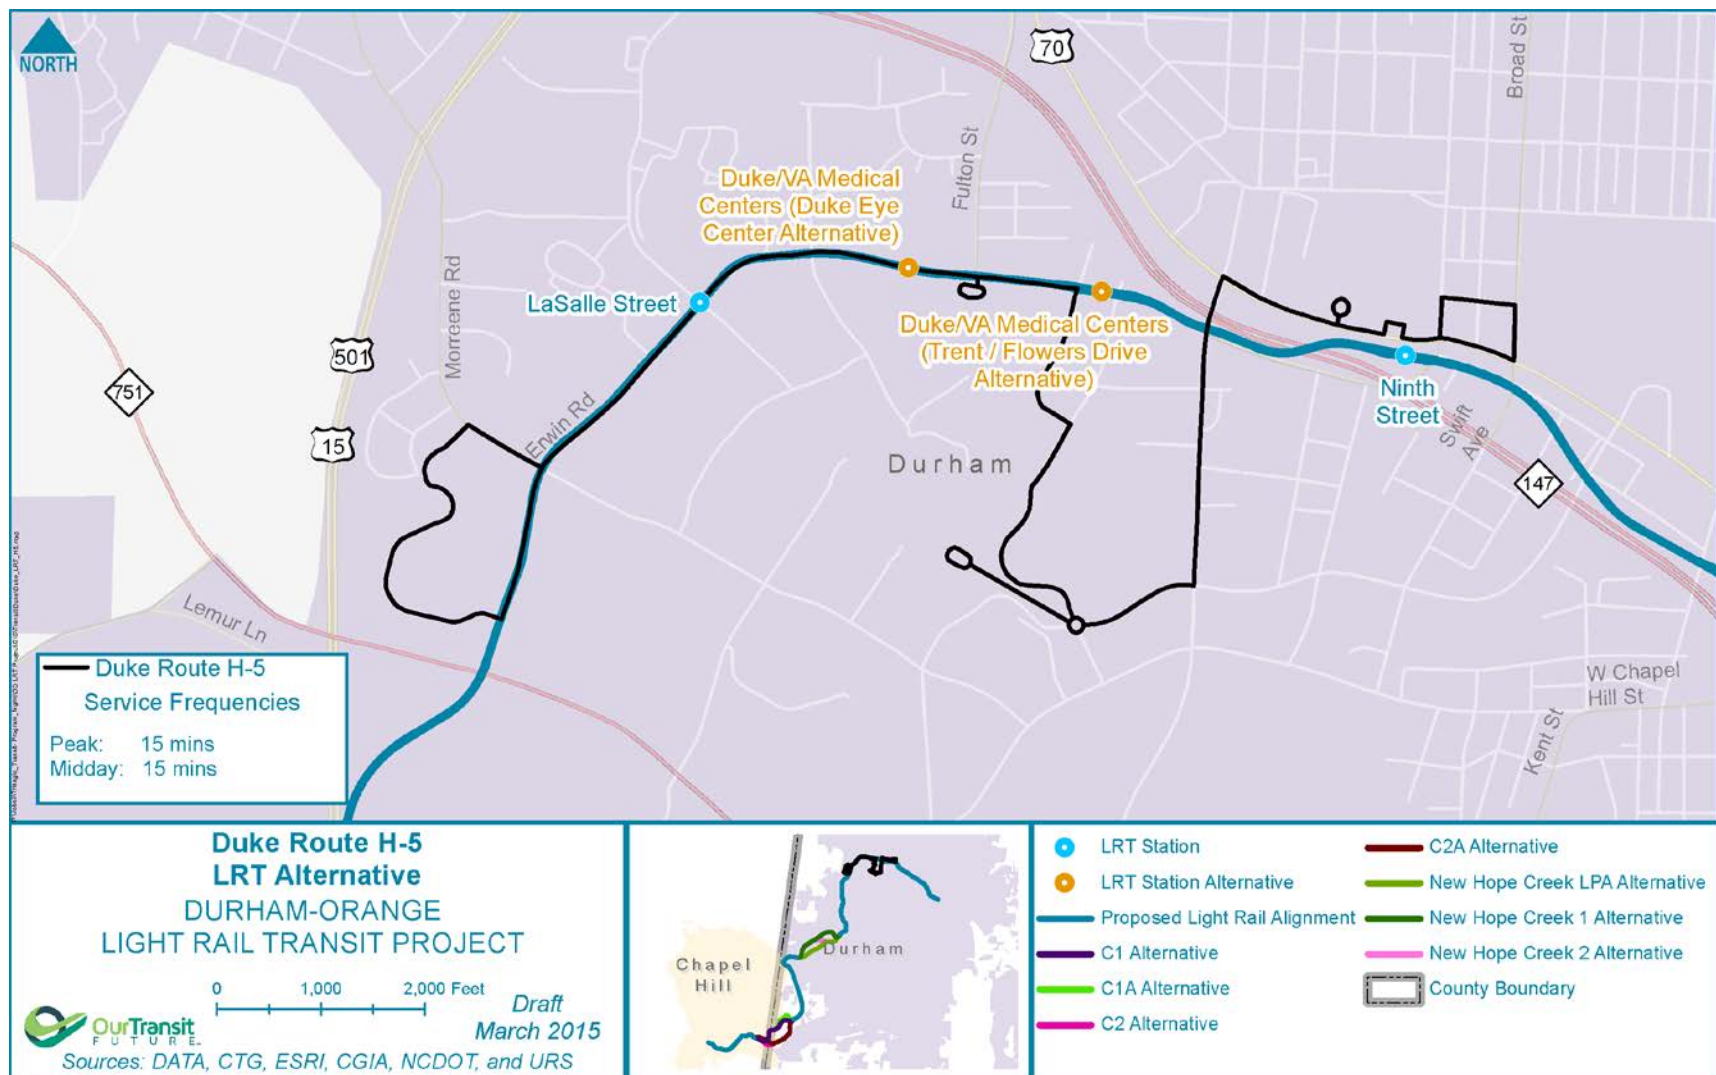 NORTH
70
Broad St
Fulton St
Duke/VA Medical
Centers (Duke Eye
Center Alternative)
Morreene Rd
LaSalle Street
Duke/VA Medical Centers
(Trent / Flowers Drive
Alternative)
501
751
15
Erwin Rd
Durham
Ninth
Street
Swift
Ave
147
Lemur Ln
W Chapel
Hill St
Kent St
Duke Route H-5
Service Frequencies
Peak: 15 mins
Midday: 15 mins
Duke Route H-5
LRT Alternative
DURHAM-ORANGE
LIGHT RAIL TRANSIT PROJECT
0 1,000 2,000 Feet
Draft
March 2015
OurTransit
FUTURE
Sources: DATA, CTG, ESRI, CGIA, NCDOT, and URS
Chapel
Hill
Durham
LRT Station
LRT Station Alternative
Proposed Light Rail Alignment
C1 Alternative
C1A Alternative
C2 Alternative
C2A Alternative
New Hope Creek LPA Alternative
New Hope Creek 1 Alternative
New Hope Creek 2 Alternative
County Boundary